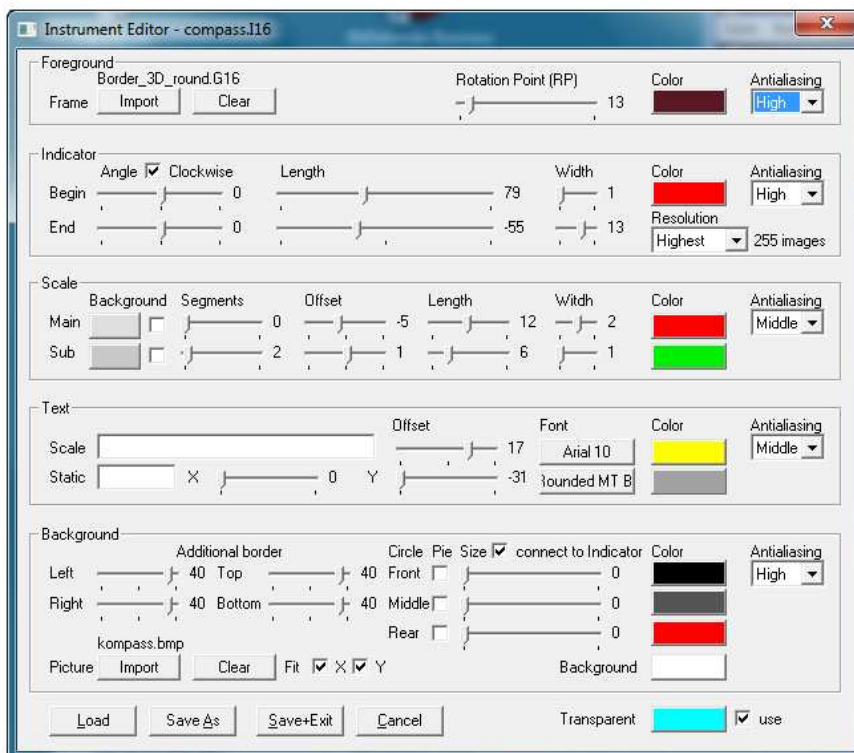 Instrument Editor - compass.I16
Foreground
Border_3D_round.G16 Rotation Point (RP) Color Antialiasing
Frame Import Clear 13 High
Indicator
Angle Clockwise Length Width Color Antialiasing
Begin 0 79 1 High
Resolution
End 0 -55 13 Highest 255 images
Scale
Background Segments Offset Length Witdh Color Antialiasing
Main 0 -5 12 2 Middle
Sub 2 1 6 1
Text
Offset Font Color Antialiasing
Scale 17 Arial 10 Middle
Static X 0 Y -31 Rounded MT B
Background
Additional border Circle Pie Size connect to Indicator Color Antialiasing
Left 40 Top 40 Front 0 High
Right 40 Bottom 40 Middle 0
Rear 0
kompass.bmp
Picture Import Clear Fit X Y Background
Load Save As Save+Exit Cancel Transparent use